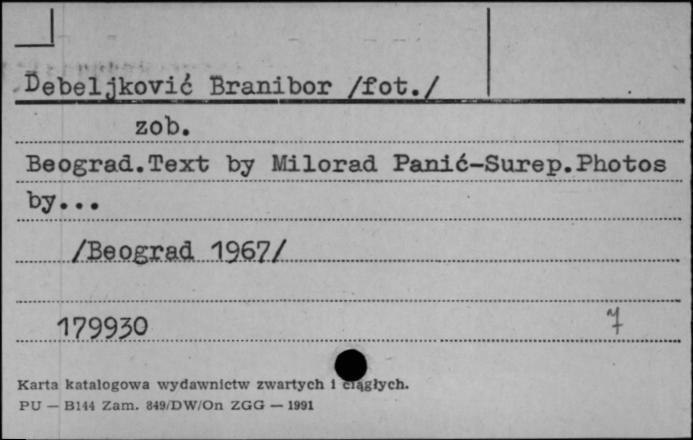 Debeljković Branibor /fot./
zob.
Beograd.Text by Milorad Panić-Surep.Photos
by...
/Beograd 1967/
179930
7
Karta katalogowa wydawnictw zwartych i ciągłych.
PU — B144 Zam. 849/DW/On ZGG — 1991